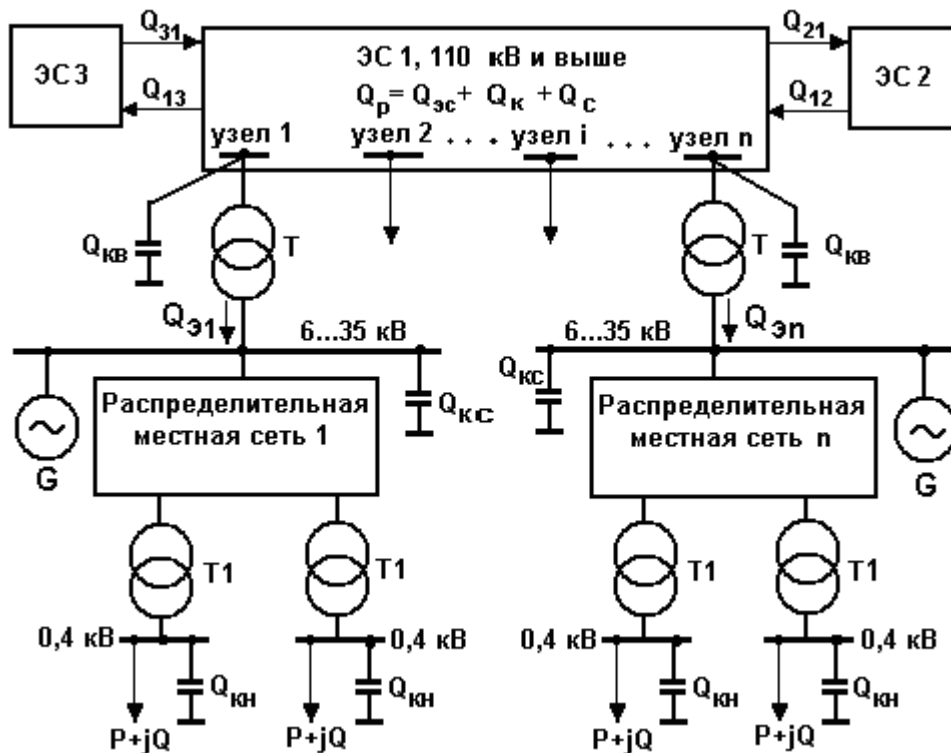 Q31
ЭС 3
Q13
ЭС 1, 110 кВ и выше
Qр= Qэс+ Qк + Qс
узел 1 узел 2 . . . узел i . . . узел n
Q21
ЭС 2
Q12
Qкв
T
T
Qкв
Qэ1
6...35 кВ
6...35 кВ
Qэn
G
Распределительная
местная сеть 1
Qкс
Qкс
Распределительная
местная сеть n
G
T1
T1
T1
T1
0,4 кВ
0,4 кВ
0,4 кВ
0,4 кВ
Qкн
Qкн
Qкн
Qкн
P+jQ
P+jQ
P+jQ
P+jQ